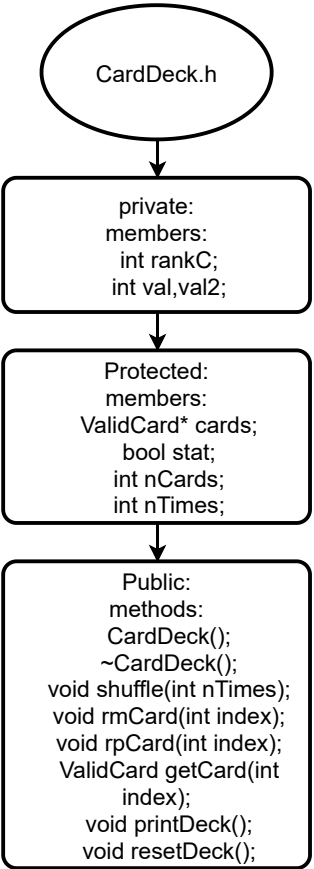 CardDeck.h
private:
members:
int rankC;
int val,val2;
Protected:
members:
ValidCard* cards;
bool stat;
int nCards;
int nTimes;
Public:
methods:
CardDeck();
~CardDeck();
void shuffle(int nTimes);
void rmCard(int index);
void rpCard(int index);
ValidCard getCard(int
index);
void printDeck();
void resetDeck();